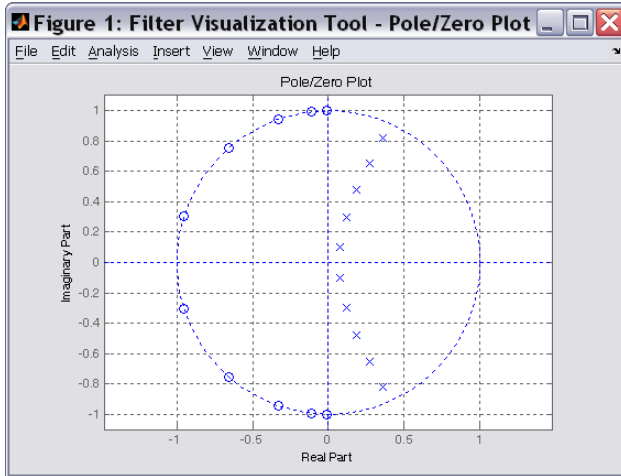 Figure 1: Filter Visualization Tool - Pole/Zero Plot
File Edit Analysis Insert View Window Help
Pole/Zero Plot
1
0.8
0.6
0.4
0.2
0
-0.2
-0.4
-0.6
-0.8
-1
Imaginary Part
-1 -0.5 0 0.5 1
Real Part